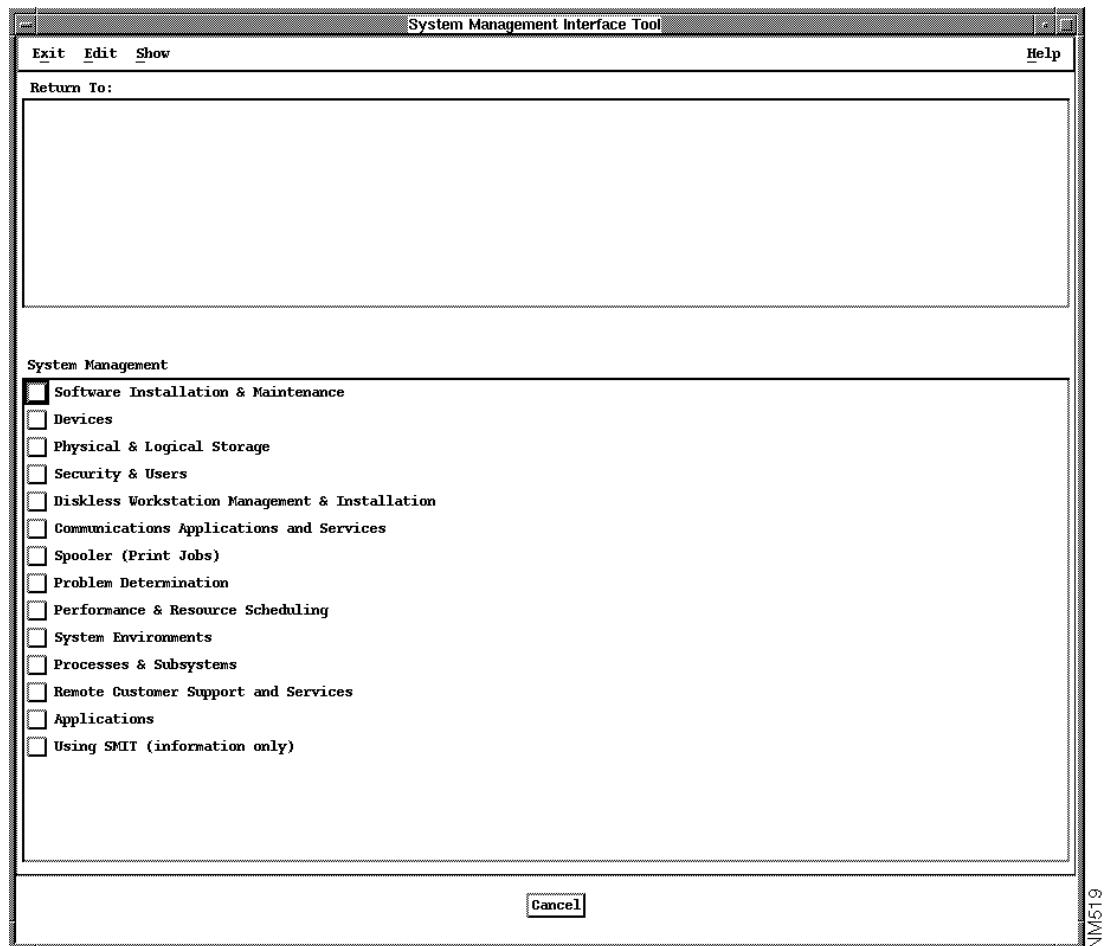 System Management Interface Tool
Exit Edit Show Help
Return To:
System Management
Software Installation & Maintenance
Devices
Physical & Logical Storage
Security & Users
Diskless Workstation Management & Installation
Communications Applications and Services
Spooler (Print Jobs)
Problem Determination
Performance & Resource Scheduling
System Environments
Processes & Subsystems
Remote Customer Support and Services
Applications
Using SMIT (information only)
Cancel
NM519